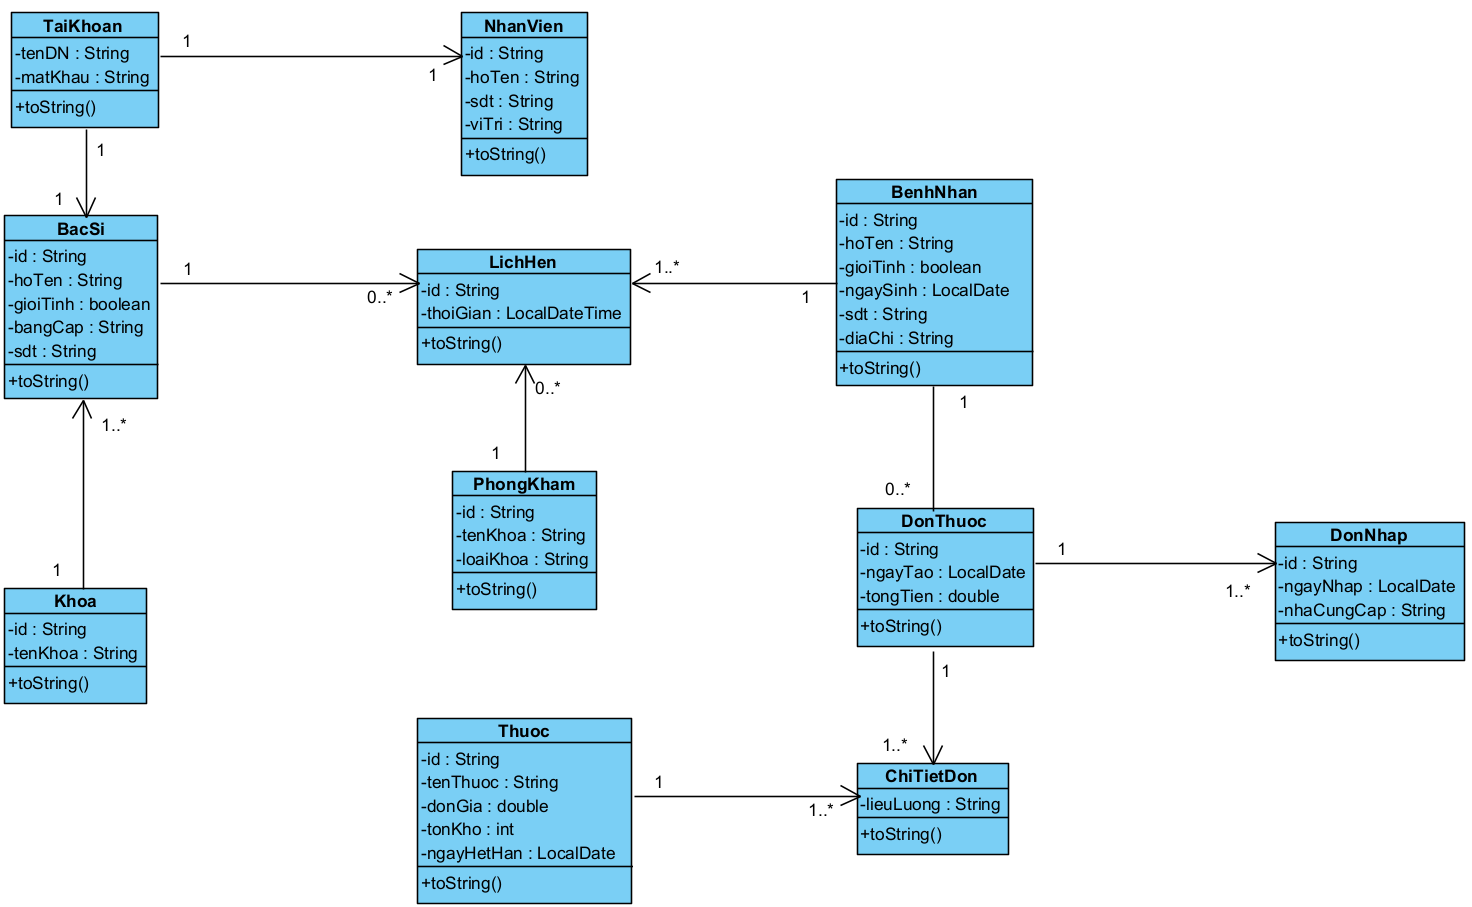 TaiKhoan
-tenDN : String
-matKhau : String
+toString()
1
1
NhanVien
-id : String
-hoTen : String
-sdt : String
-viTri : String
+toString()
1
1
BacSi
-id : String
-hoTen : String
-gioiTinh : boolean
-bangCap : String
-sdt : String
+toString()
1
0..*
LichHen
-id : String
-thoiGian : LocalDateTime
+toString()
1..*
1
BenhNhan
-id : String
-hoTen : String
-gioiTinh : boolean
-ngaySinh : LocalDate
-sdt : String
-diaChi : String
+toString()
1..*
1
Khoa
-id : String
-tenKhoa : String
+toString()
0..*
1
PhongKham
-id : String
-tenKhoa : String
-loaiKhoa : String
+toString()
1
0..*
DonThuoc
-id : String
-ngayTao : LocalDate
-tongTien : double
+toString()
1
1..*
DonNhap
-id : String
-ngayNhap : LocalDate
-nhaCungCap : String
+toString()
1
1..*
Thuoc
-id : String
-tenThuoc : String
-donGia : double
-tonKho : int
-ngayHetHan : LocalDate
+toString()
1
1..*
ChiTietDon
-lieuLuong : String
+toString()